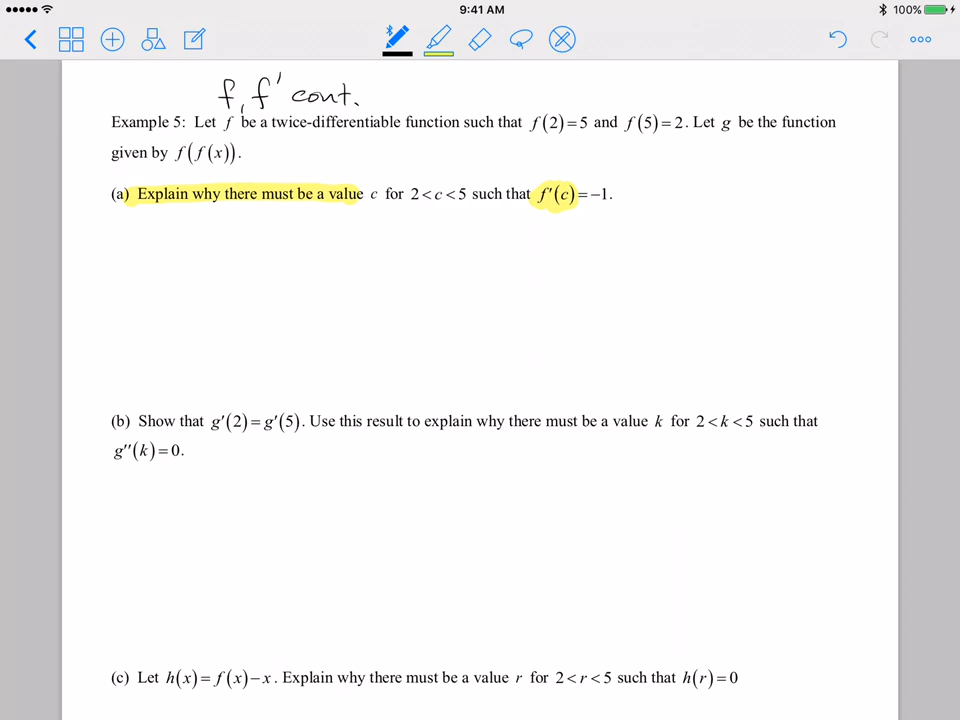 9:41 AM
100%
f, f' cont.
Example 5: Let f be a twice-differentiable function such that f(2)=5 and f(5)=2. Let g be the function
given by f(f(x)).
(a) Explain why there must be a value c for 2<c<5 such that f'(c)=−1.
(b) Show that g'(2)=g'(5). Use this result to explain why there must be a value k for 2<k<5 such that
g''(k)=0.
(c) Let h(x)=f(x)−x. Explain why there must be a value r for 2<r<5 such that h(r)=0